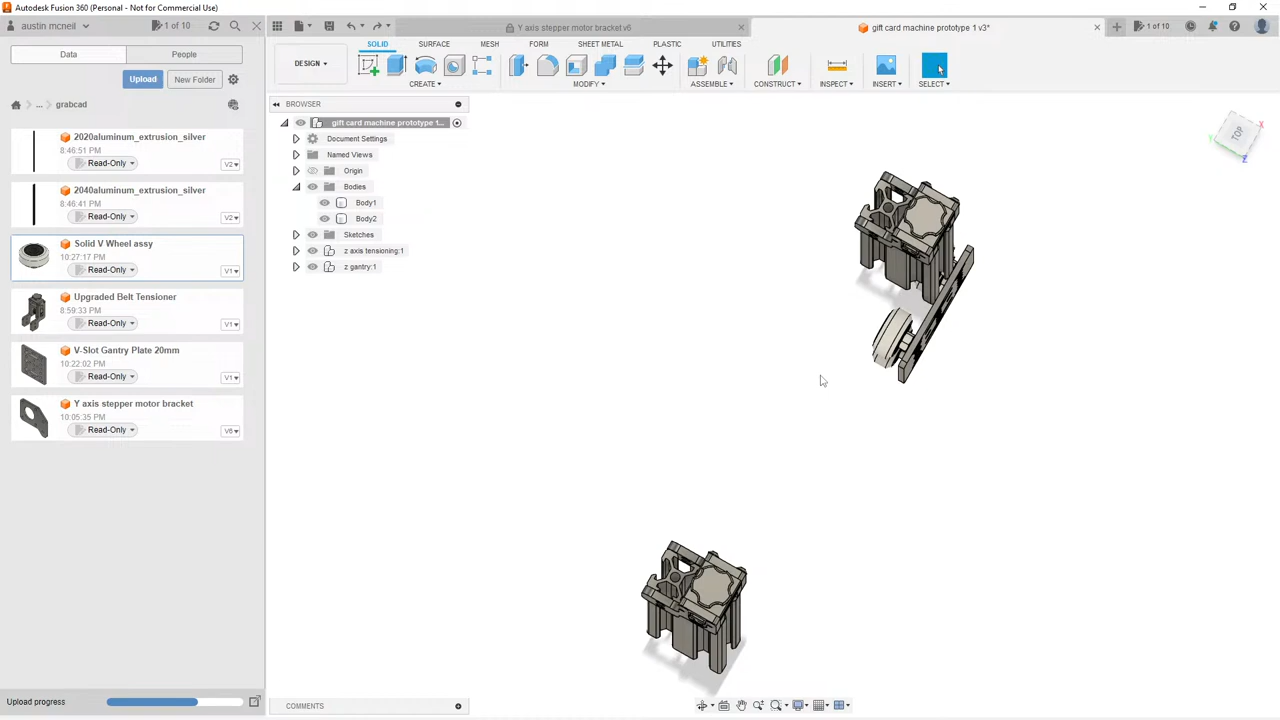 Autodesk Fusion 360 (Personal - Not for Commercial Use)
austin mcneil
1 of 10
Y axis stepper motor bracket v6
gift card machine prototype 1 v3*
1 of 10
Data
People
Upload
New Folder
... grabcad
2020aluminum_extrusion_silver
8:46:51 PM
Read-Only
V2
2040aluminum_extrusion_silver
8:46:41 PM
Read-Only
V2
Solid V Wheel assy
10:27:17 PM
Read-Only
V1
Upgraded Belt Tensioner
8:59:33 PM
Read-Only
V1
V-Slot Gantry Plate 20mm
10:22:02 PM
Read-Only
V1
Y axis stepper motor bracket
10:05:35 PM
Read-Only
V6
Upload progress
DESIGN
SOLID
SURFACE
MESH
FORM
SHEET METAL
PLASTIC
UTILITIES
CREATE
MODIFY
ASSEMBLE
CONSTRUCT
INSPECT
INSERT
SELECT
BROWSER
gift card machine prototype 1...
Document Settings
Named Views
Origin
Bodies
Body1
Body2
Sketches
z axis tensioning:1
z gantry:1
TOP
X
Y
Z
COMMENTS